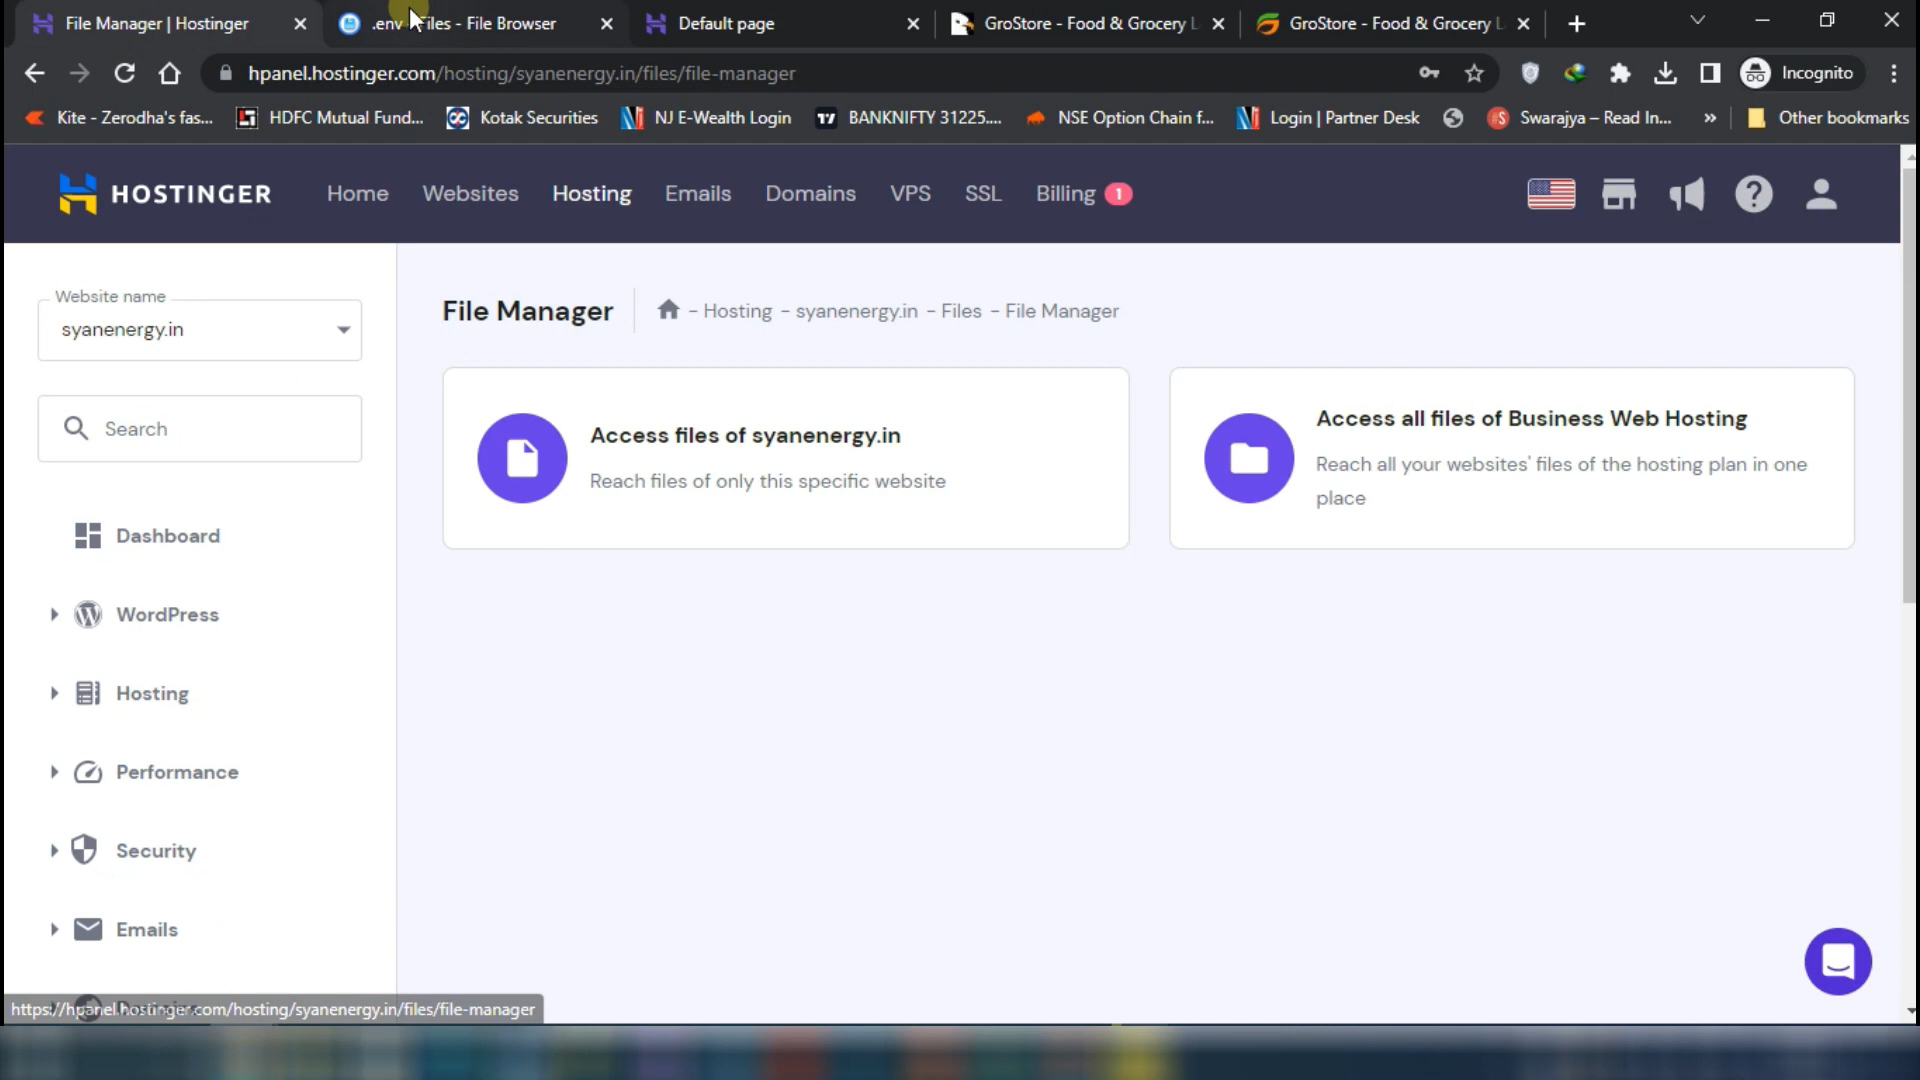 File Manager | Hostinger
.env - Files - File Browser
Default page
GroStore - Food & Grocery L
GroStore - Food & Grocery L
hpanel.hostinger.com/hosting/syanenergy.in/files/file-manager
Incognito
Kite - Zerodha's fas...
HDFC Mutual Fund...
Kotak Securities
NJ E-Wealth Login
BANKNIFTY 31225....
NSE Option Chain f...
Login | Partner Desk
Swarajya – Read In...
»
Other bookmarks
HOSTINGER
Home
Websites
Hosting
Emails
Domains
VPS
SSL
Billing 1
Website name
syanenergy.in
Search
Dashboard
WordPress
Hosting
Performance
Security
Emails
File Manager
- Hosting - syanenergy.in - Files - File Manager
Access files of syanenergy.in
Reach files of only this specific website
Access all files of Business Web Hosting
Reach all your websites' files of the hosting plan in one
place
https://hpanel.hostinger.com/hosting/syanenergy.in/files/file-manager